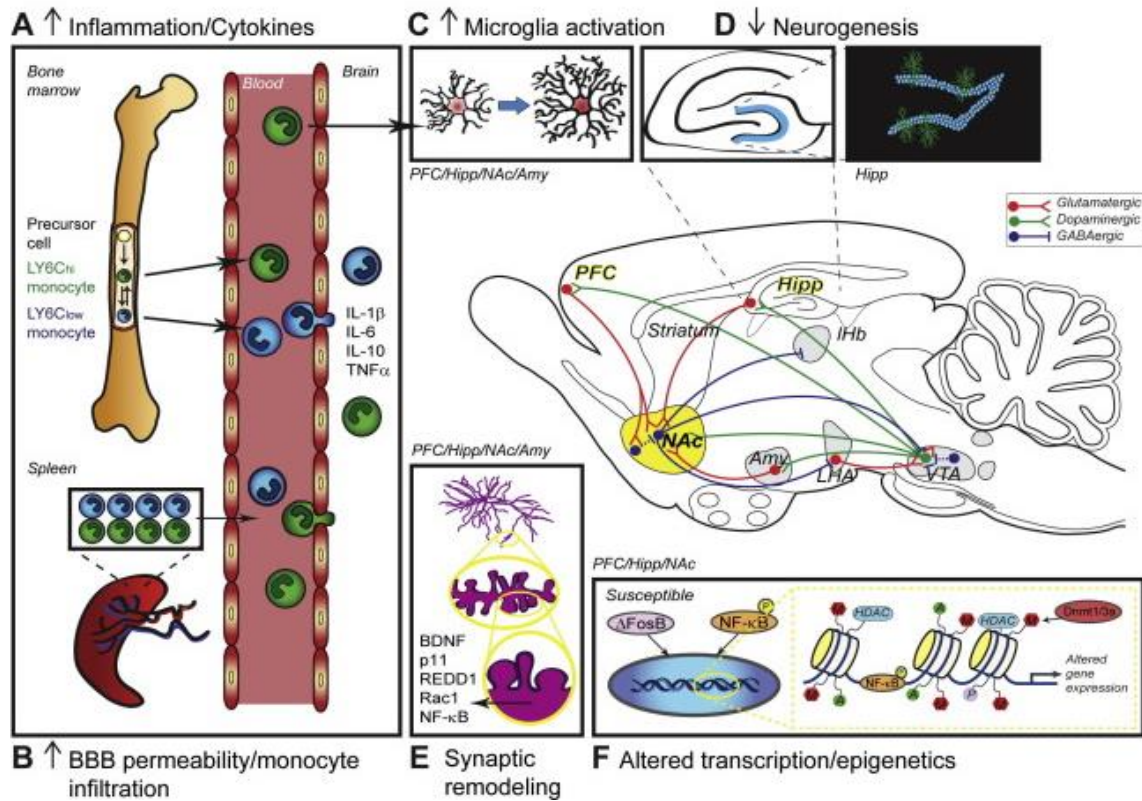 A ↑ Inflammation/Cytokines
Bone
marrow
Blood
Brain
Precursor
cell
LY6Chi
monocyte
LY6Clow
monocyte
IL-1β
IL-6
IL-10
TNFα
Spleen
B ↑ BBB permeability/monocyte
infiltration
C ↑ Microglia activation
PFC/Hipp/NAc/Amy
D ↓ Neurogenesis
Hipp
Glutamatergic
Dopaminergic
GABAergic
PFC
Hipp
Striatum
lHb
NAc
Amy
LHA
VTA
PFC/Hipp/NAc/Amy
BDNF
p11
REDD1
Rac1
NF-κB
E Synaptic
remodeling
PFC/Hipp/NAc
Susceptible
ΔFosB
NF-κB
P
M
HDAC
A
M
HDAC
M
Dnmt1/3a
M
A
NF-κB
P
A
M
P
M
Altered
gene
expression
F Altered transcription/epigenetics